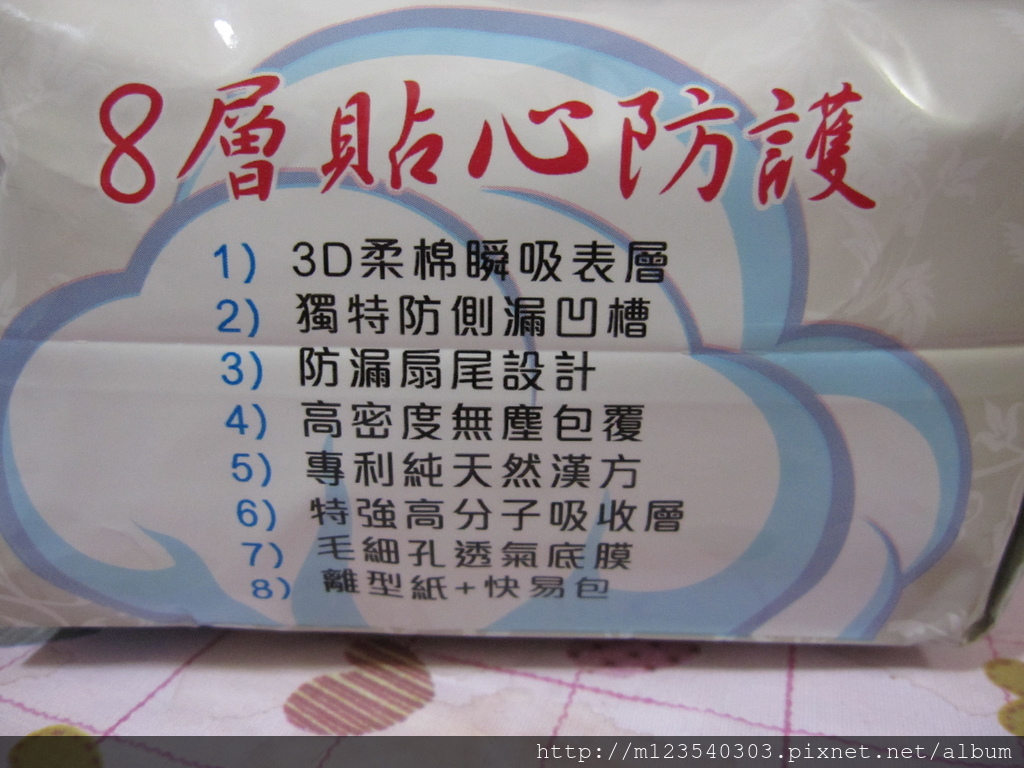 8層貼心防護
1) 3D柔棉瞬吸表層
2) 獨特防側漏凹槽
3) 防漏扇尾設計
4) 高密度無塵包覆
5) 專利純天然漢方
6) 特強高分子吸收層
7) 毛細孔透氣底膜
8) 離型紙+快易包
http://m123540303.pixnet.net/album